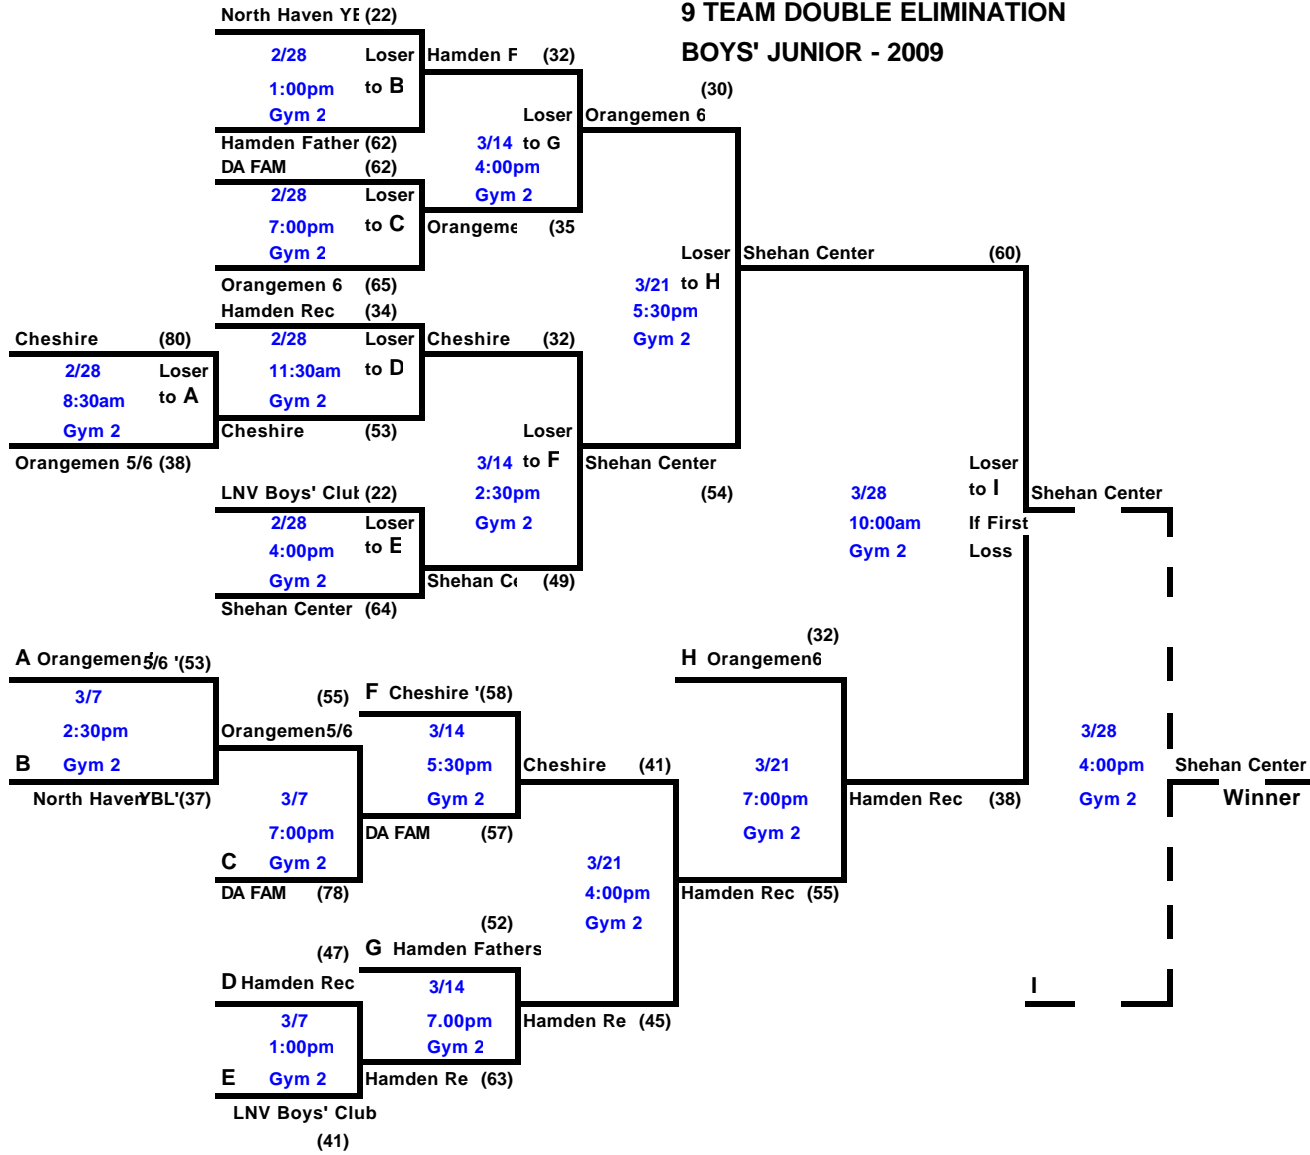 9 TEAM DOUBLE ELIMINATION
BOYS' JUNIOR - 2009
North Haven YB (22)
2/28 Loser
1:00pm to B
Gym 2
Hamden Father (62)
Hamden F (32)
DA FAM (62)
2/28 Loser
7:00pm to C
Gym 2
Orangemen 6 (65)
Loser
3/14 to G
4:00pm
Gym 2
Orangeme (35
(30)
Orangemen 6
Cheshire (80)
2/28 Loser
8:30am to A
Gym 2
Orangemen 5/6 (38)
Hamden Rec (34)
2/28 Loser
11:30am to D
Gym 2
Cheshire (53)
Cheshire (32)
LNV Boys' Club (22)
2/28 Loser
4:00pm to E
Gym 2
Shehan Center (64)
Loser
3/14 to F
2:30pm
Gym 2
Shehan Ce (49)
Loser
3/21 to H
5:30pm
Gym 2
Shehan Center
(54)
Shehan Center (60)
Loser
3/28 to I
10:00am If First
Gym 2 Loss
Shehan Center
A Orangemen 5/6 '(53)
3/7
2:30pm
B Gym 2
North Haven YBL'(37)
(55)
Orangemen5/6
3/7
7:00pm
C Gym 2
DA FAM (78)
F Cheshire '(58)
3/14
5:30pm
Gym 2
DA FAM (57)
Cheshire (41)
(47)
D Hamden Rec
3/7
1:00pm
E Gym 2
LNV Boys' Club
(41)
(52)
G Hamden Fathers
3/14
7.00pm
Gym 2
Hamden Re (63)
3/21
4:00pm
Gym 2
Hamden Re (45)
(32)
H Orangemen6
3/21
7:00pm
Gym 2
Hamden Rec (55)
Hamden Rec (38)
3/28
4:00pm
Gym 2
I
Shehan Center
Winner